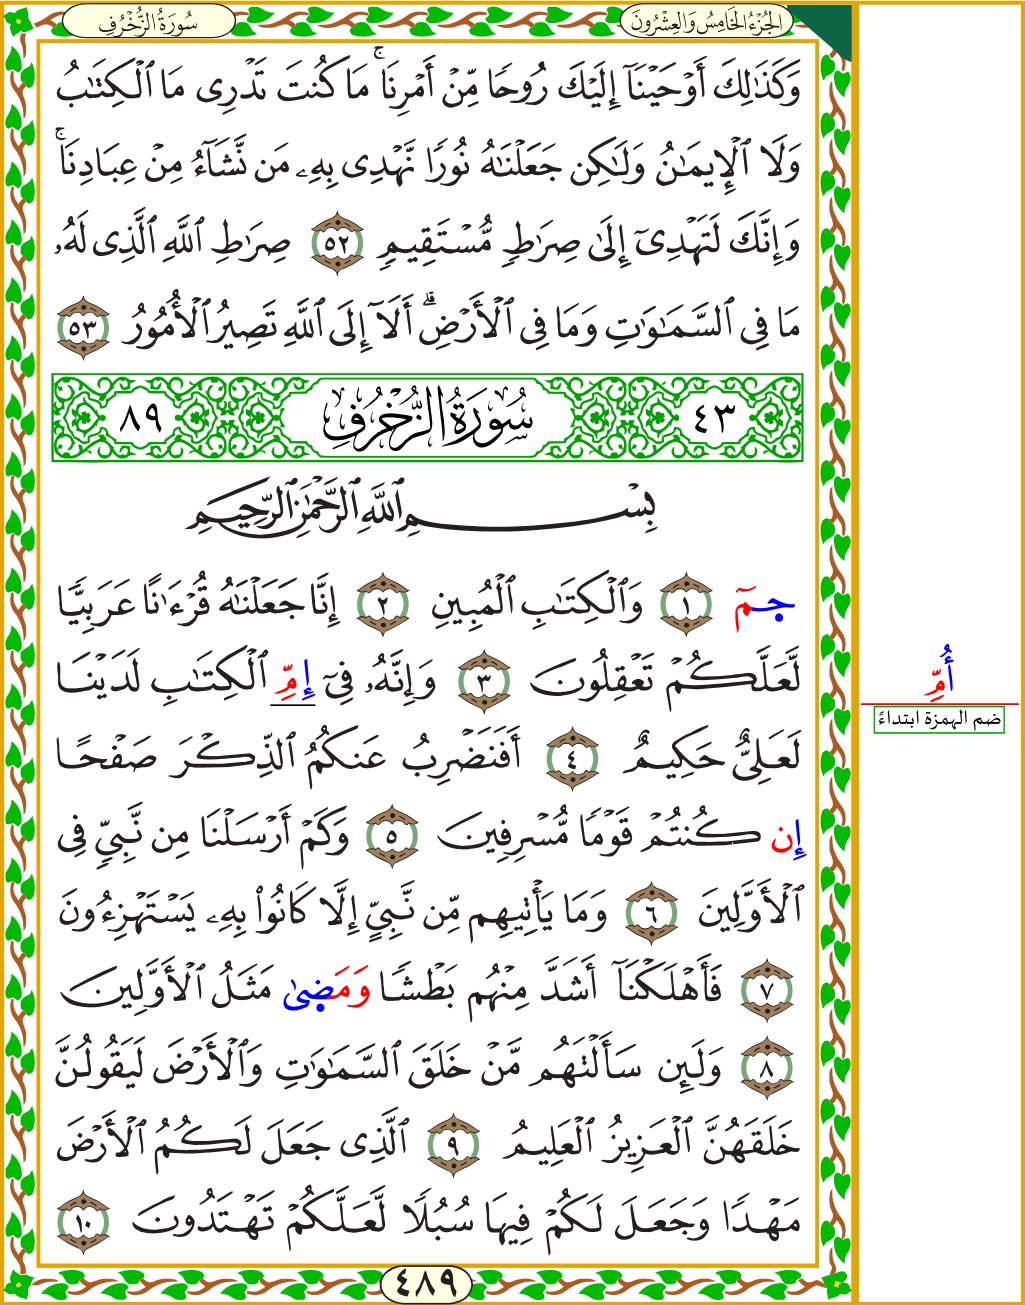 سُورَةُ الزُّخْرُفِ الجُزْءُ الخَامِسُ وَالعِشْرُونَ
وَكَذَٰلِكَ أَوْحَيْنَآ إِلَيْكَ رُوحًا مِّنْ أَمْرِنَا ۚ مَا كُنتَ تَدْرِى مَا ٱلْكِتَٰبُ
وَلَا ٱلْإِيمَٰنُ وَلَٰكِن جَعَلْنَٰهُ نُورًا نَّهْدِى بِهِۦ مَن نَّشَآءُ مِنْ عِبَادِنَا ۚ
وَإِنَّكَ لَتَهْدِىٓ إِلَىٰ صِرَٰطٍ مُّسْتَقِيمٍ ٥٢ صِرَٰطِ ٱللَّهِ ٱلَّذِى لَهُۥ
مَا فِى ٱلسَّمَٰوَٰتِ وَمَا فِى ٱلْأَرْضِ ۗ أَلَآ إِلَى ٱللَّهِ تَصِيرُ ٱلْأُمُورُ ٥٣
٤٣ سُورَةُ الزُّخْرُفِ ٨٩
بِسْمِ ٱللَّهِ ٱلرَّحْمَٰنِ ٱلرَّحِيمِ
حمٓ ١ وَٱلْكِتَٰبِ ٱلْمُبِينِ ٢ إِنَّا جَعَلْنَٰهُ قُرْءَٰنًا عَرَبِيًّا
لَّعَلَّكُمْ تَعْقِلُونَ ٣ وَإِنَّهُۥ فِىٓ إِمِّ ٱلْكِتَٰبِ لَدَيْنَا
أُمِّ
ضم الهمزة ابتداءً
لَعَلِىٌّ حَكِيمٌ ٤ أَفَنَضْرِبُ عَنكُمُ ٱلذِّكْرَ صَفْحًا
إِن كُنتُمْ قَوْمًا مُّسْرِفِينَ ٥ وَكَمْ أَرْسَلْنَا مِن نَّبِىٍّ فِى
ٱلْأَوَّلِينَ ٦ وَمَا يَأْتِيهِم مِّن نَّبِىٍّ إِلَّا كَانُوا۟ بِهِۦ يَسْتَهْزِءُونَ
٧ فَأَهْلَكْنَآ أَشَدَّ مِنْهُم بَطْشًا وَمَضَىٰ مَثَلُ ٱلْأَوَّلِينَ
٨ وَلَئِن سَأَلْتَهُم مَّنْ خَلَقَ ٱلسَّمَٰوَٰتِ وَٱلْأَرْضَ لَيَقُولُنَّ
خَلَقَهُنَّ ٱلْعَزِيزُ ٱلْعَلِيمُ ٩ ٱلَّذِى جَعَلَ لَكُمُ ٱلْأَرْضَ
مَهْدًا وَجَعَلَ لَكُمْ فِيهَا سُبُلًا لَّعَلَّكُمْ تَهْتَدُونَ ١٠
٤٨٩